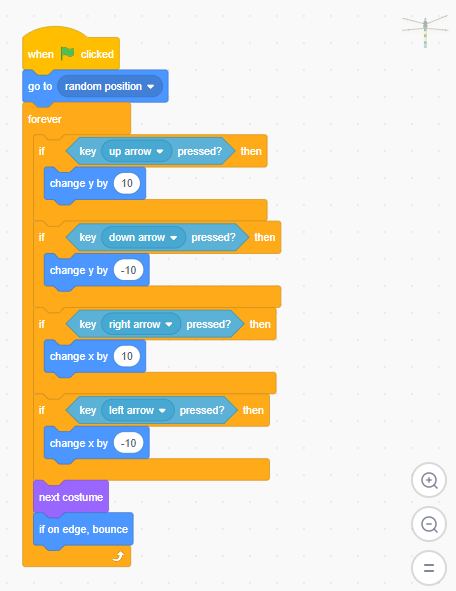 when clicked
go to random position
forever
if key up arrow pressed? then
change y by 10
if key down arrow pressed? then
change y by -10
if key right arrow pressed? then
change x by 10
if key left arrow pressed? then
change x by -10
next costume
if on edge, bounce